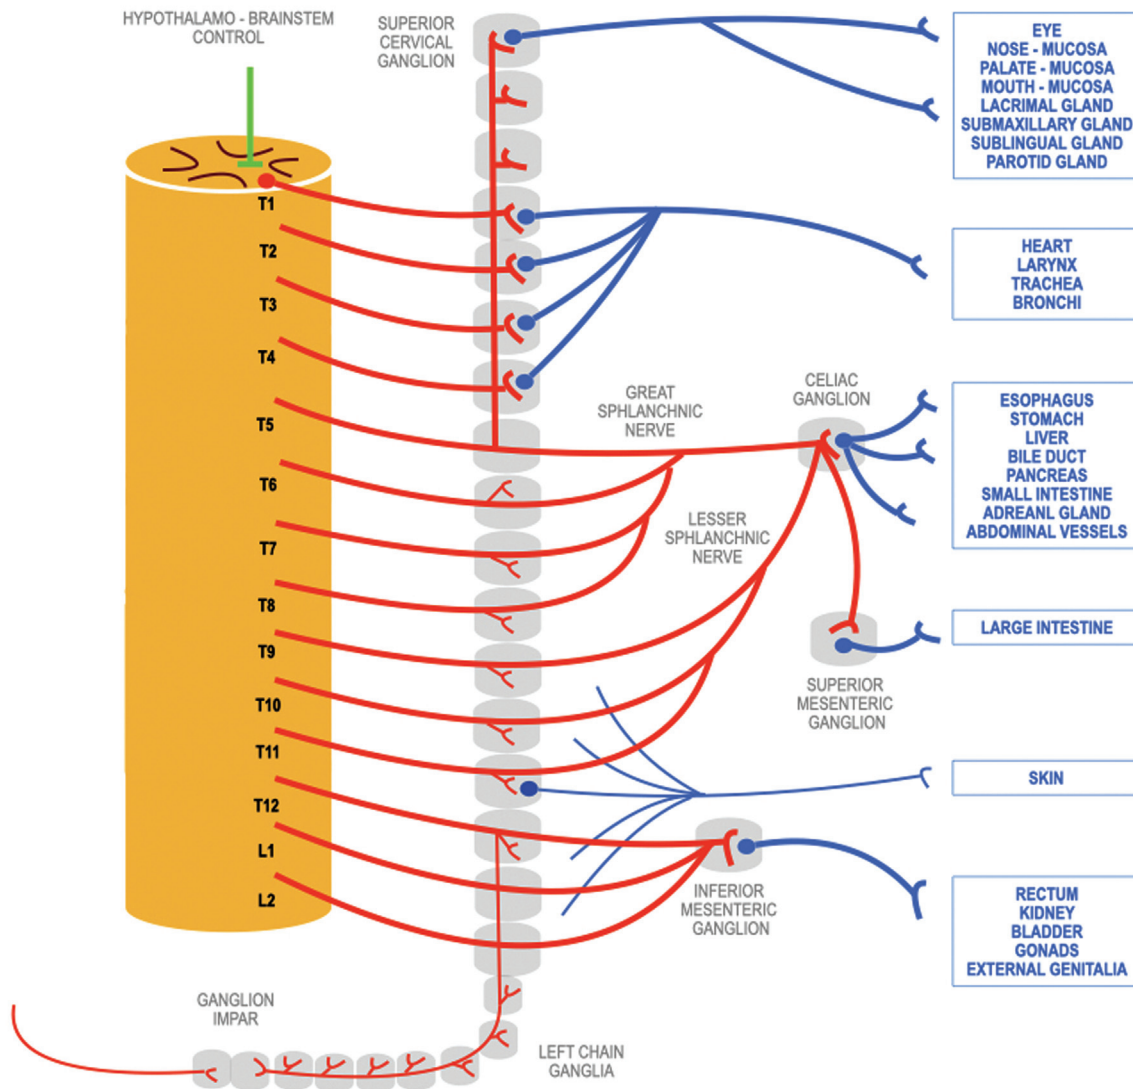 HYPOTHALAMO - BRAINSTEM
CONTROL
SUPERIOR
CERVICAL
GANGLION
EYE
NOSE - MUCOSA
PALATE - MUCOSA
MOUTH - MUCOSA
LACRIMAL GLAND
SUBMAXILLARY GLAND
SUBLINGUAL GLAND
PAROTID GLAND
T1
T2
T3
T4
T5
T6
T7
T8
T9
T10
T11
T12
L1
L2
HEART
LARYNX
TRACHEA
BRONCHI
GREAT
SPHLANCHNIC
NERVE
CELIAC
GANGLION
ESOPHAGUS
STOMACH
LIVER
BILE DUCT
PANCREAS
SMALL INTESTINE
ADREANL GLAND
ABDOMINAL VESSELS
LESSER
SPHLANCHNIC
NERVE
LARGE INTESTINE
SUPERIOR
MESENTERIC
GANGLION
SKIN
INFERIOR
MESENTERIC
GANGLION
RECTUM
KIDNEY
BLADDER
GONADS
EXTERNAL GENITALIA
GANGLION
IMPAR
LEFT CHAIN
GANGLIA